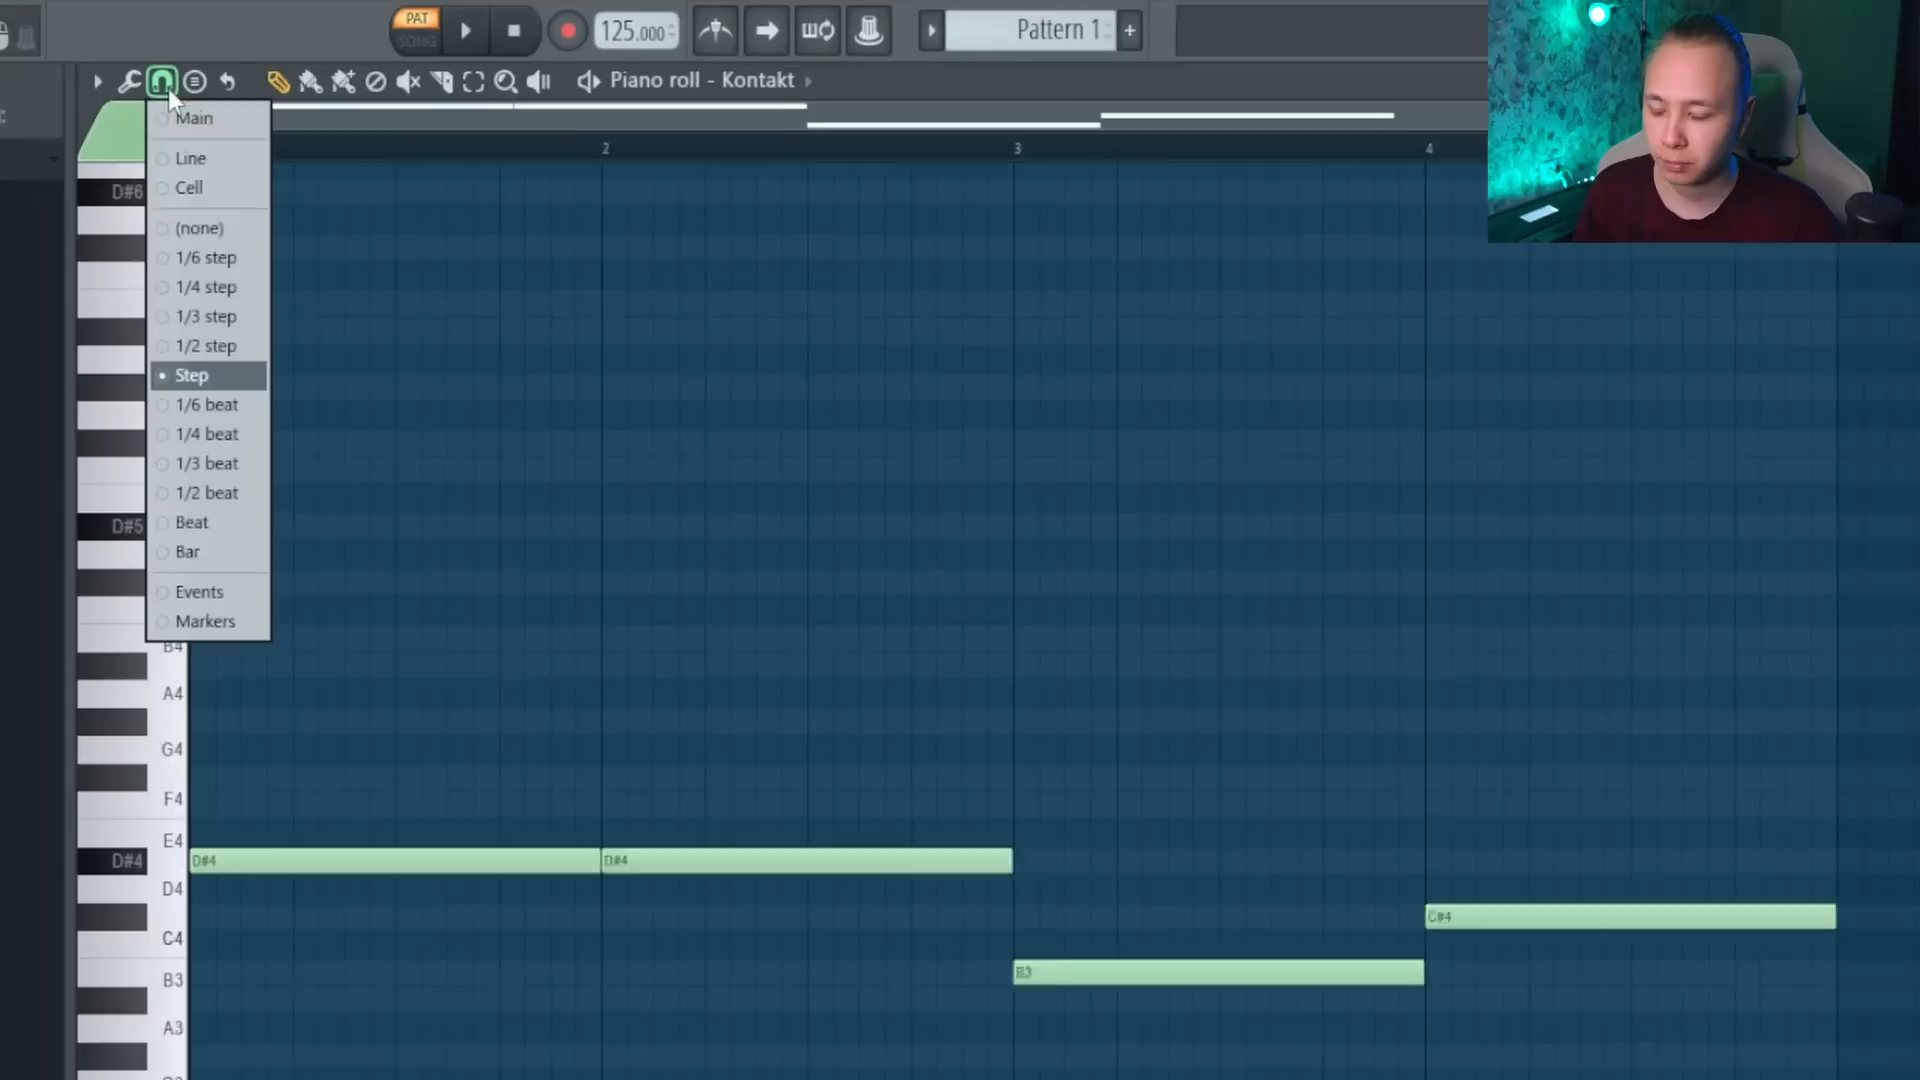 PAT
SONG
125.000
Pattern 1
+
Piano roll - Kontakt
Main
Line
Cell
(none)
1/6 step
1/4 step
1/3 step
1/2 step
Step
1/6 beat
1/4 beat
1/3 beat
1/2 beat
Beat
Bar
Events
Markers
2
3
4
D#6
D#5
B4
A4
G4
F4
E4
D#4
D#4
D#4
D4
C#4
C4
B3
B3
A3